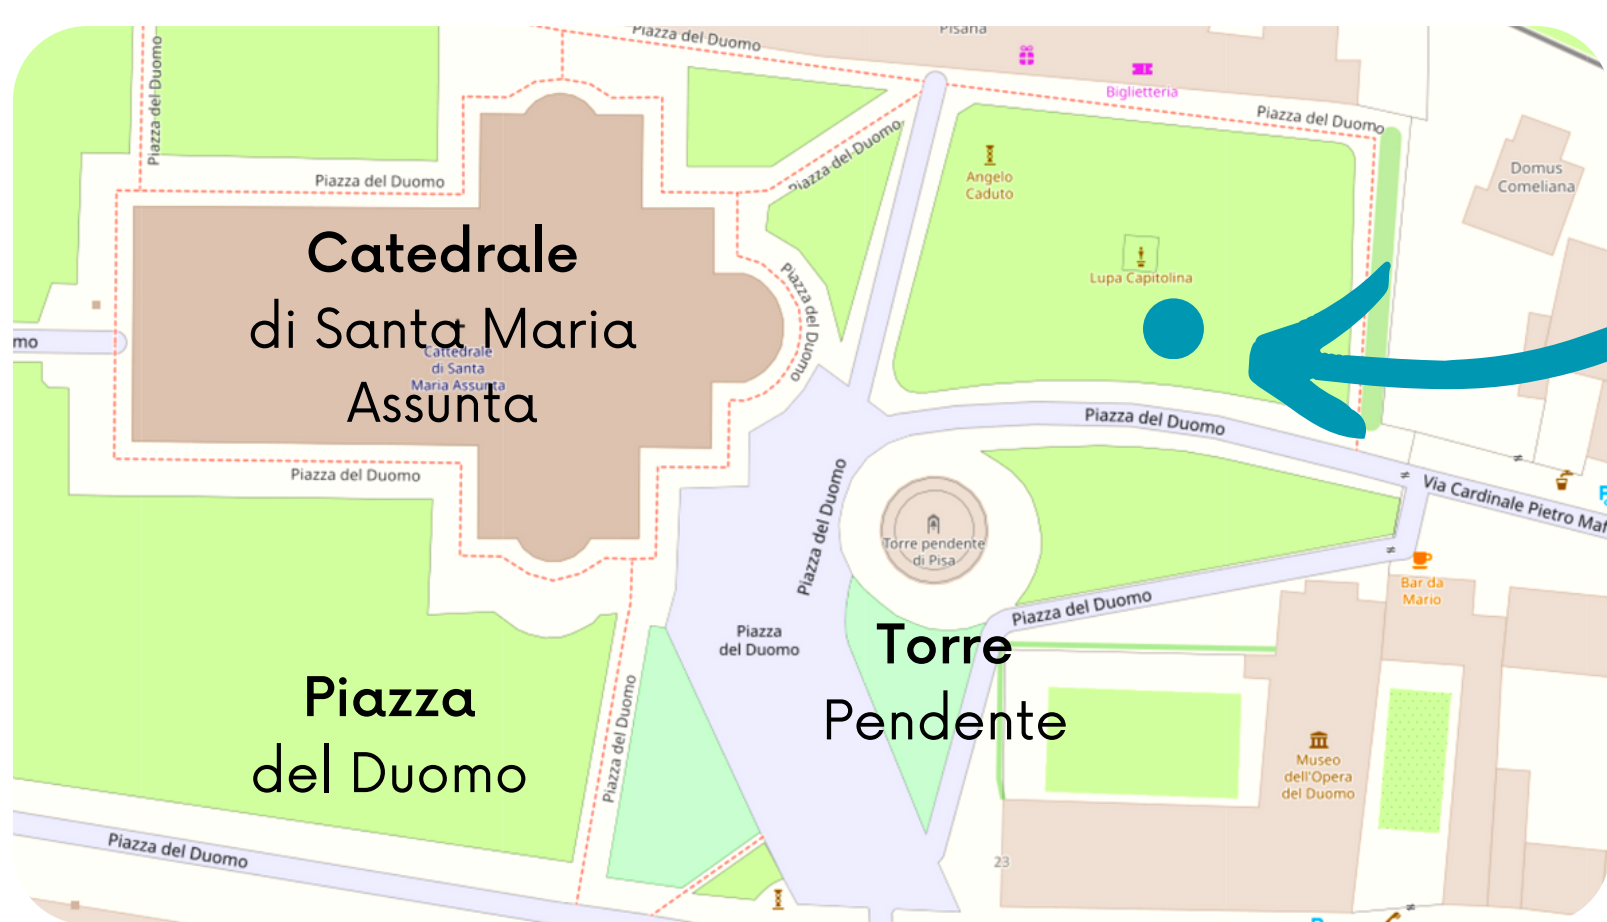 Piazza del Duomo
Pisana
Biglietteria
Piazza del Duomo
Piazza del Duomo
Piazza del Duomo
Angelo
Caduto
Domus
Comeliana
Piazza del Duomo
Catedrale
di Santa Maria
Assunta
Cattedrale
di Santa
Maria Assunta
Lupa Capitolina
Piazza del Duomo
mo
Piazza del Duomo
Piazza del Duomo
Via Cardinale Pietro Maf
Piazza del Duomo
Torre pendente
di Pisa
Bar da
Mario
Piazza del Duomo
Piazza
del Duomo
Torre
Pendente
Piazza
del Duomo
Piazza del Duomo
Museo
dell'Opera
del Duomo
Piazza del Duomo
23